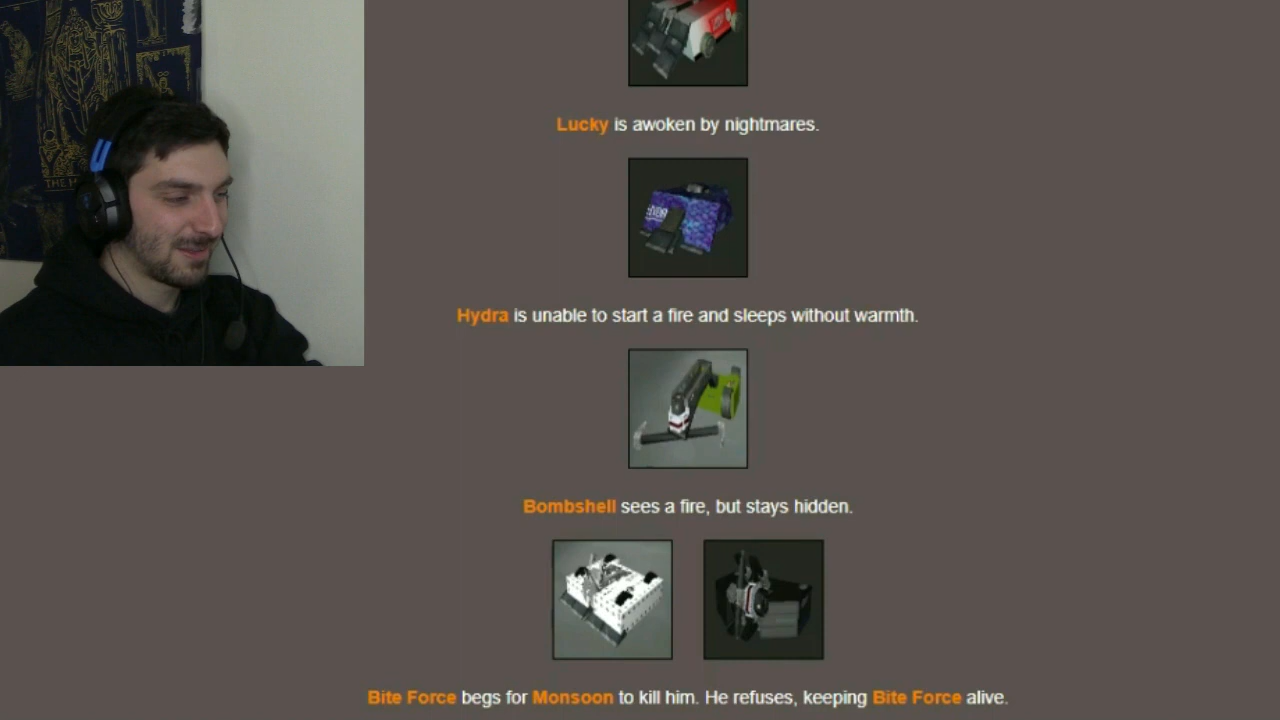 THE H
Lucky is awoken by nightmares.
Hydra is unable to start a fire and sleeps without warmth.
Bombshell sees a fire, but stays hidden.
Bite Force begs for Monsoon to kill him. He refuses, keeping Bite Force alive.